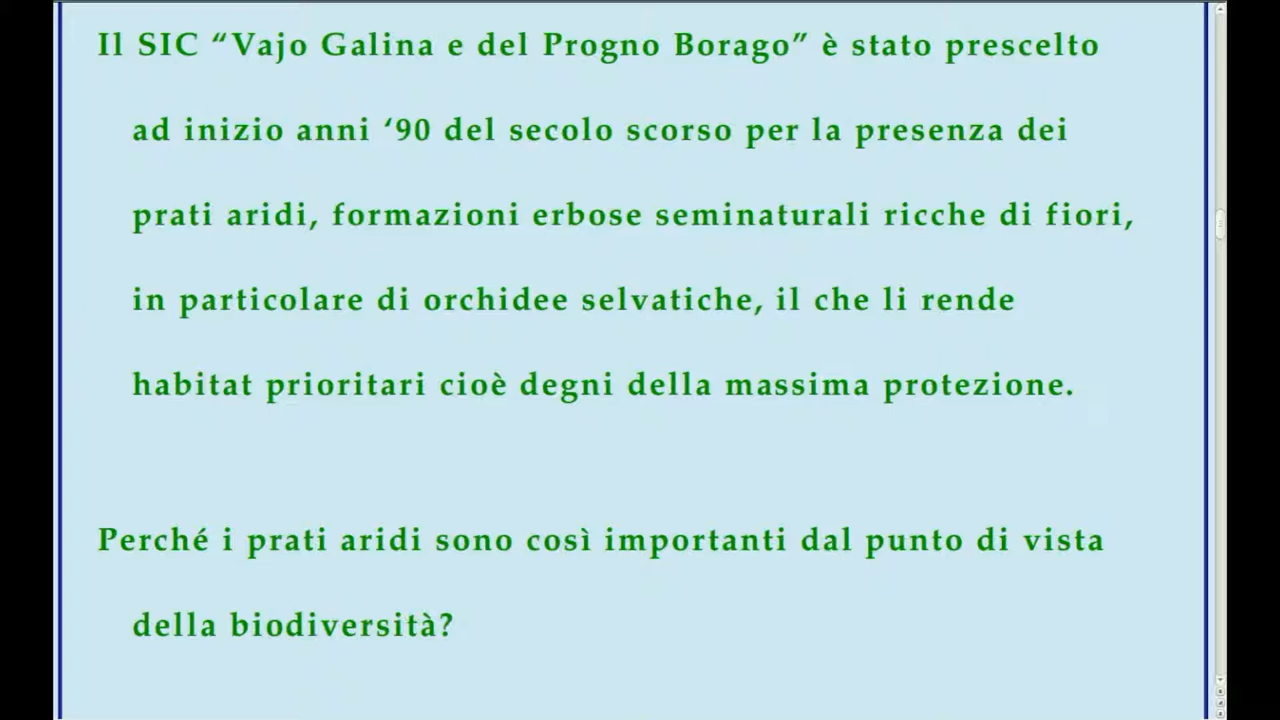 Il SIC “Vajo Galina e del Progno Borago” è stato prescelto
ad inizio anni ‘90 del secolo scorso per la presenza dei
prati aridi, formazioni erbose seminaturali ricche di fiori,
in particolare di orchidee selvatiche, il che li rende
habitat prioritari cioè degni della massima protezione.
Perché i prati aridi sono così importanti dal punto di vista
della biodiversità?